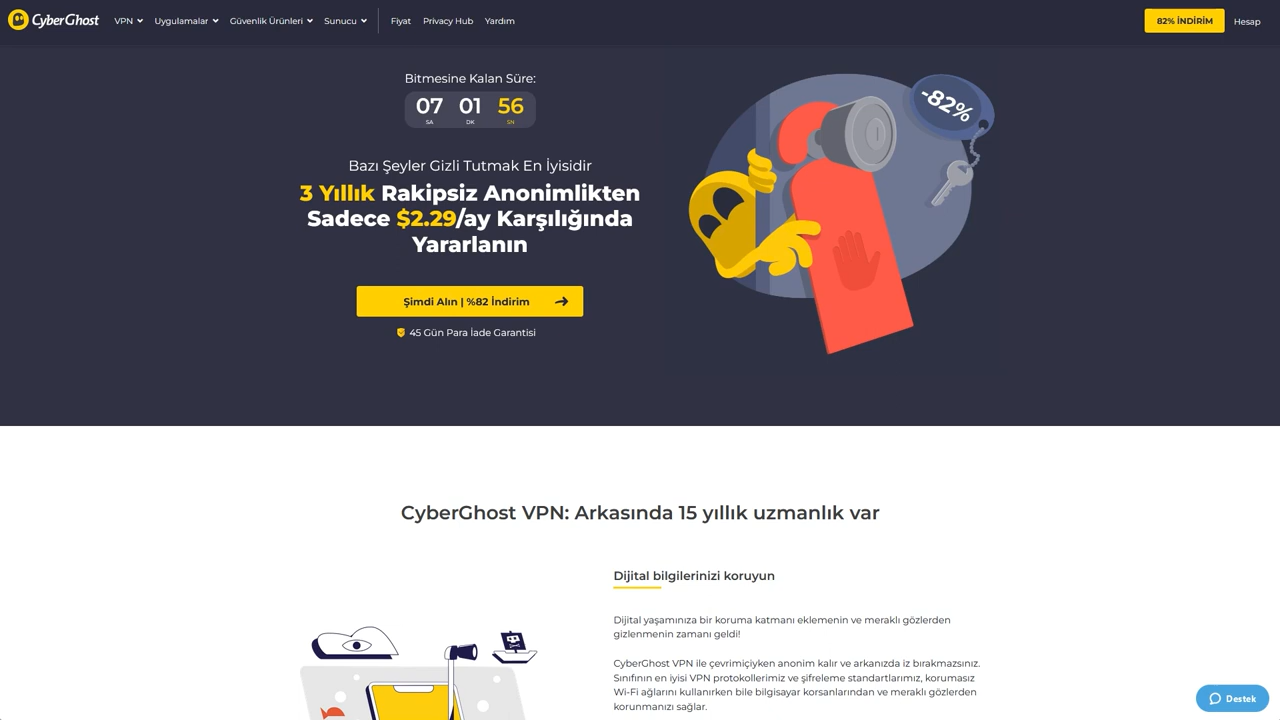 CyberGhost
VPN Uygulamalar Güvenlik Ürünleri Sunucu Fiyat Privacy Hub Yardım
82% İNDİRİM Hesap
Bitmesine Kalan Süre:
07 01 56
SA DK SN
Bazı Şeyler Gizli Tutmak En İyisidir
3 Yıllık Rakipsiz Anonimlikten
Sadece $2.29/ay Karşılığında
Yararlanın
Şimdi Alın | %82 İndirim
45 Gün Para İade Garantisi
-82%
CyberGhost VPN: Arkasında 15 yıllık uzmanlık var
Dijital bilgilerinizi koruyun
Dijital yaşamınıza bir koruma katmanı eklemenin ve meraklı gözlerden
gizlenmenin zamanı geldi!
CyberGhost VPN ile çevrimiçiyken anonim kalır ve arkanızda iz bırakmazsınız.
Sınıfının en iyisi VPN protokollerimiz ve şifreleme standartlarımız, korumasız
Wi-Fi ağlarını kullanırken bile bilgisayar korsanlarından ve meraklı gözlerden
korunmanızı sağlar.
Destek